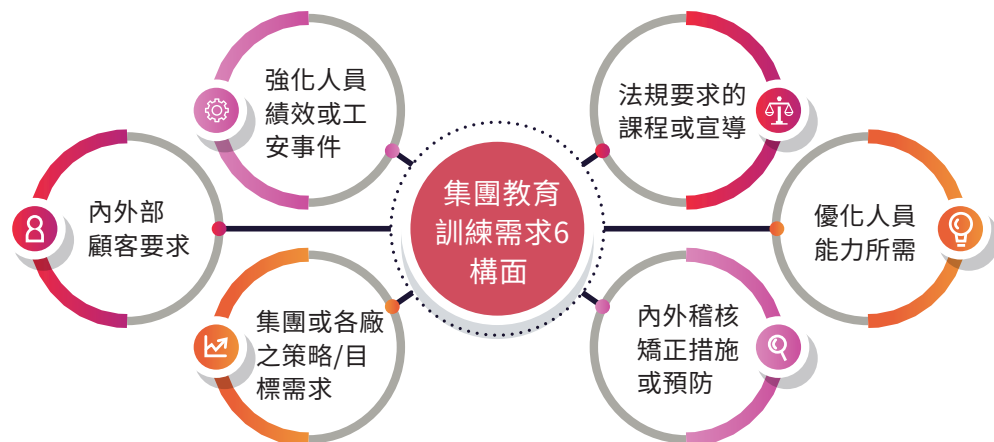 強化人員
績效或工
安事件
法規要求的
課程或宣導
內外部
顧客要求
集團教育
訓練需求6
構面
優化人員
能力所需
集團或各廠
之策略/目
標需求
內外稽核
矯正措施
或預防